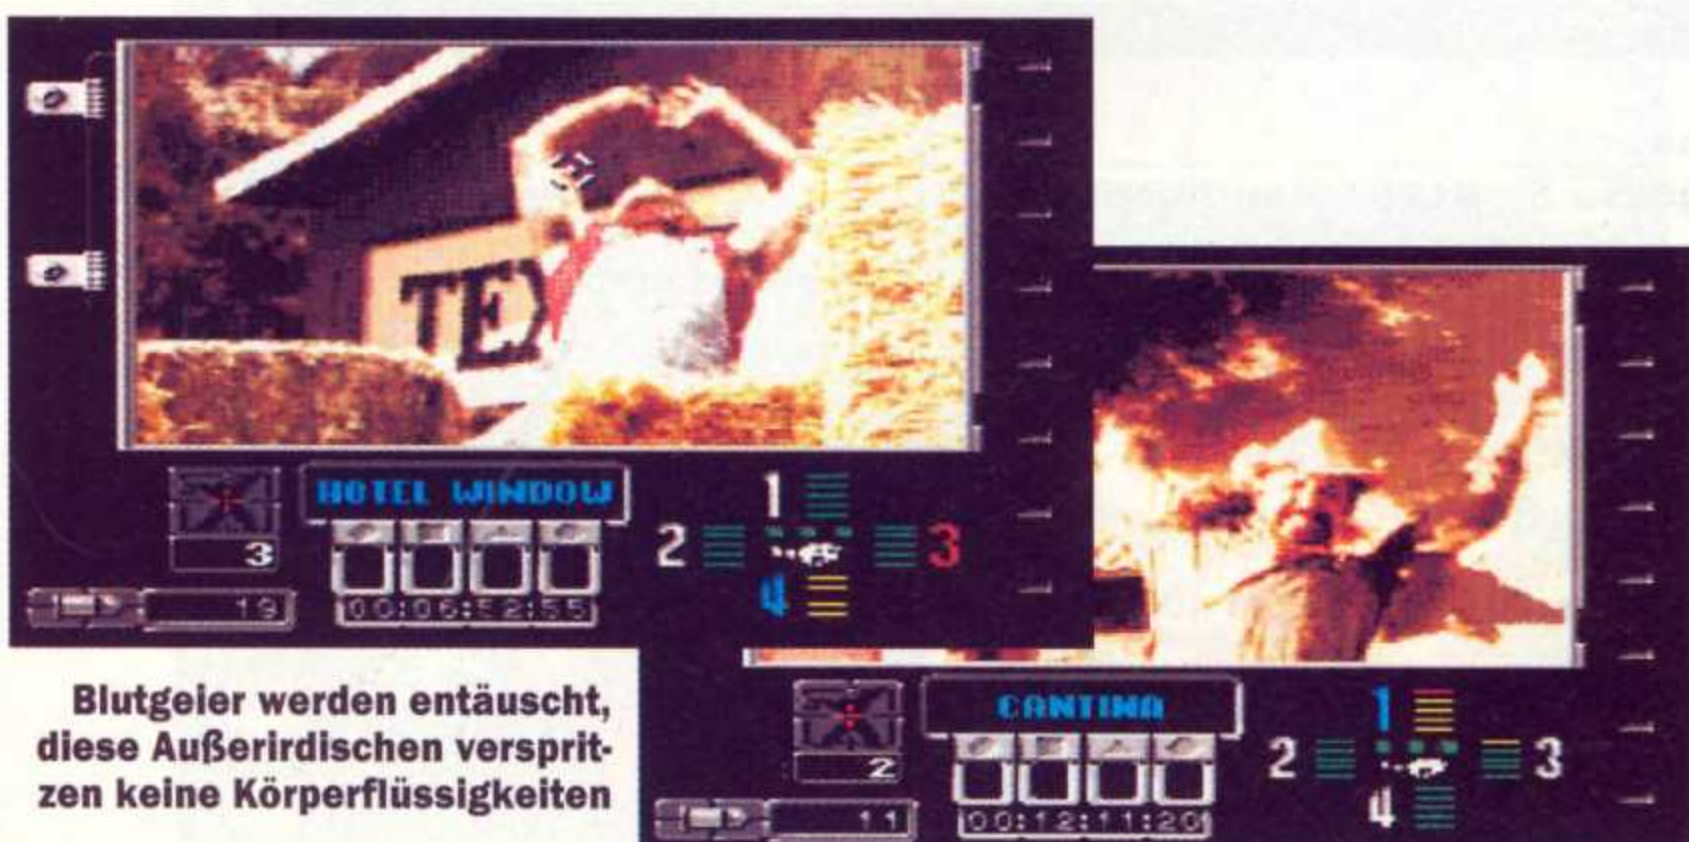 TEX
HOTEL WINDOW
3
13
00:06:52:55
1
2
3
4
Blutgeier werden entäuscht,
diese Außerirdischen versprit-
zen keine Körperflüssigkeiten
CANTINA
2
11
00:12:11:20
1
2
3
4